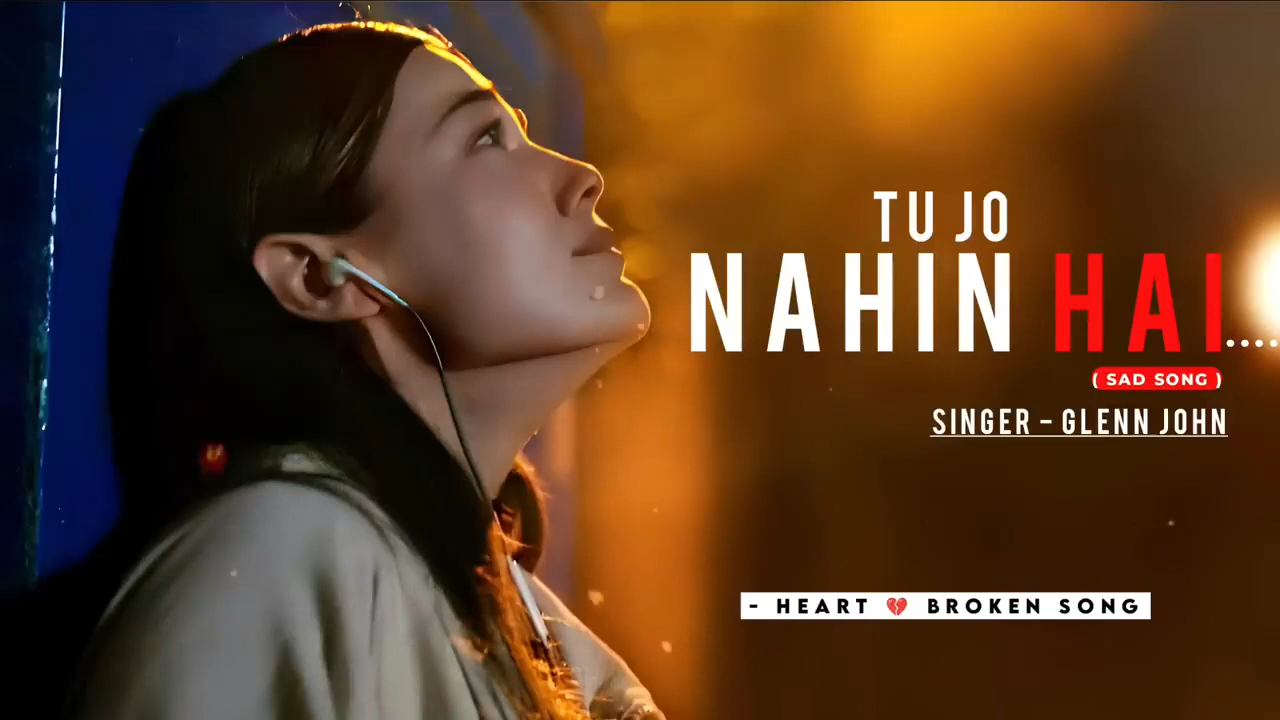 TU JO
NAHIN HAI....
( SAD SONG )
SINGER - GLENN JOHN
- HEART 💔 BROKEN SONG